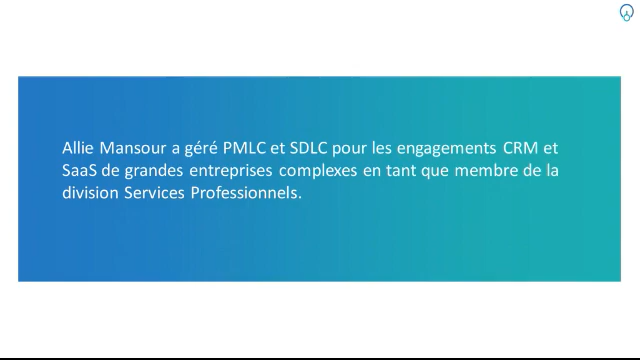 Allie Mansour a géré PMLC et SDLC pour les engagements CRM et
SaaS de grandes entreprises complexes en tant que membre de la
division Services Professionnels.